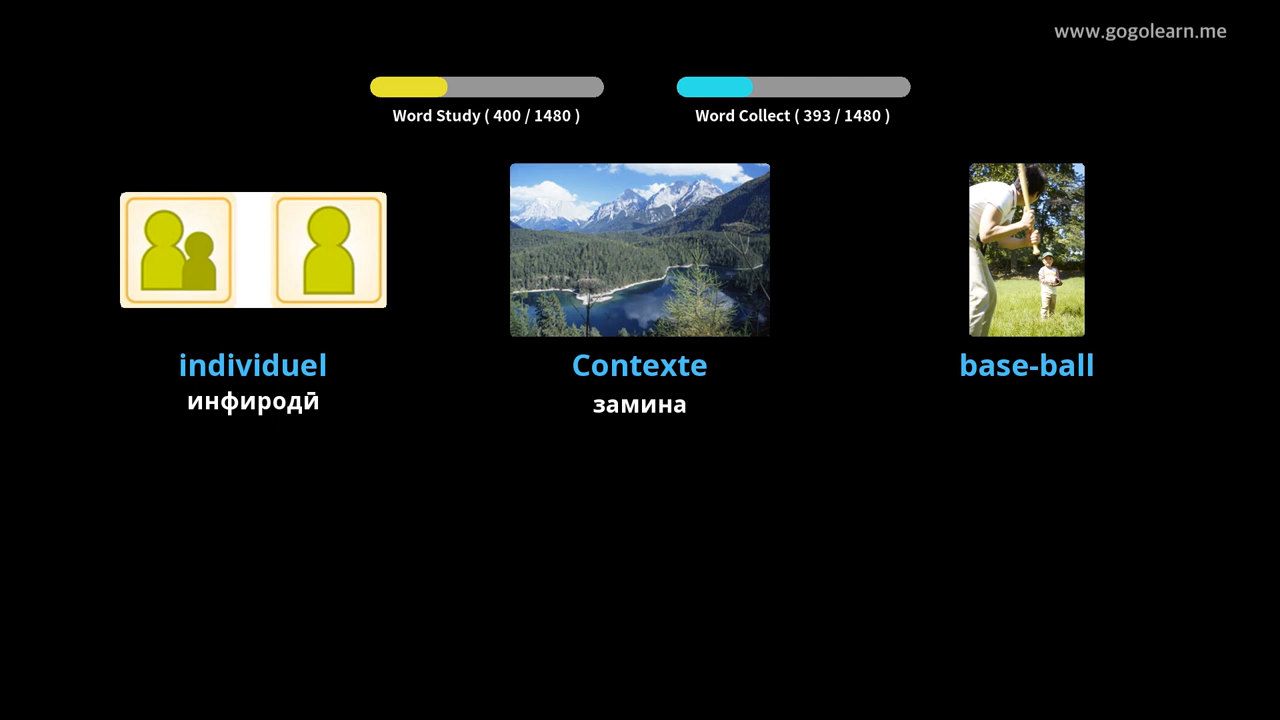 www.gogolearn.me
Word Study ( 400 / 1480 )
Word Collect ( 393 / 1480 )
individuel
инфиродӣ
Contexte
замина
base-ball